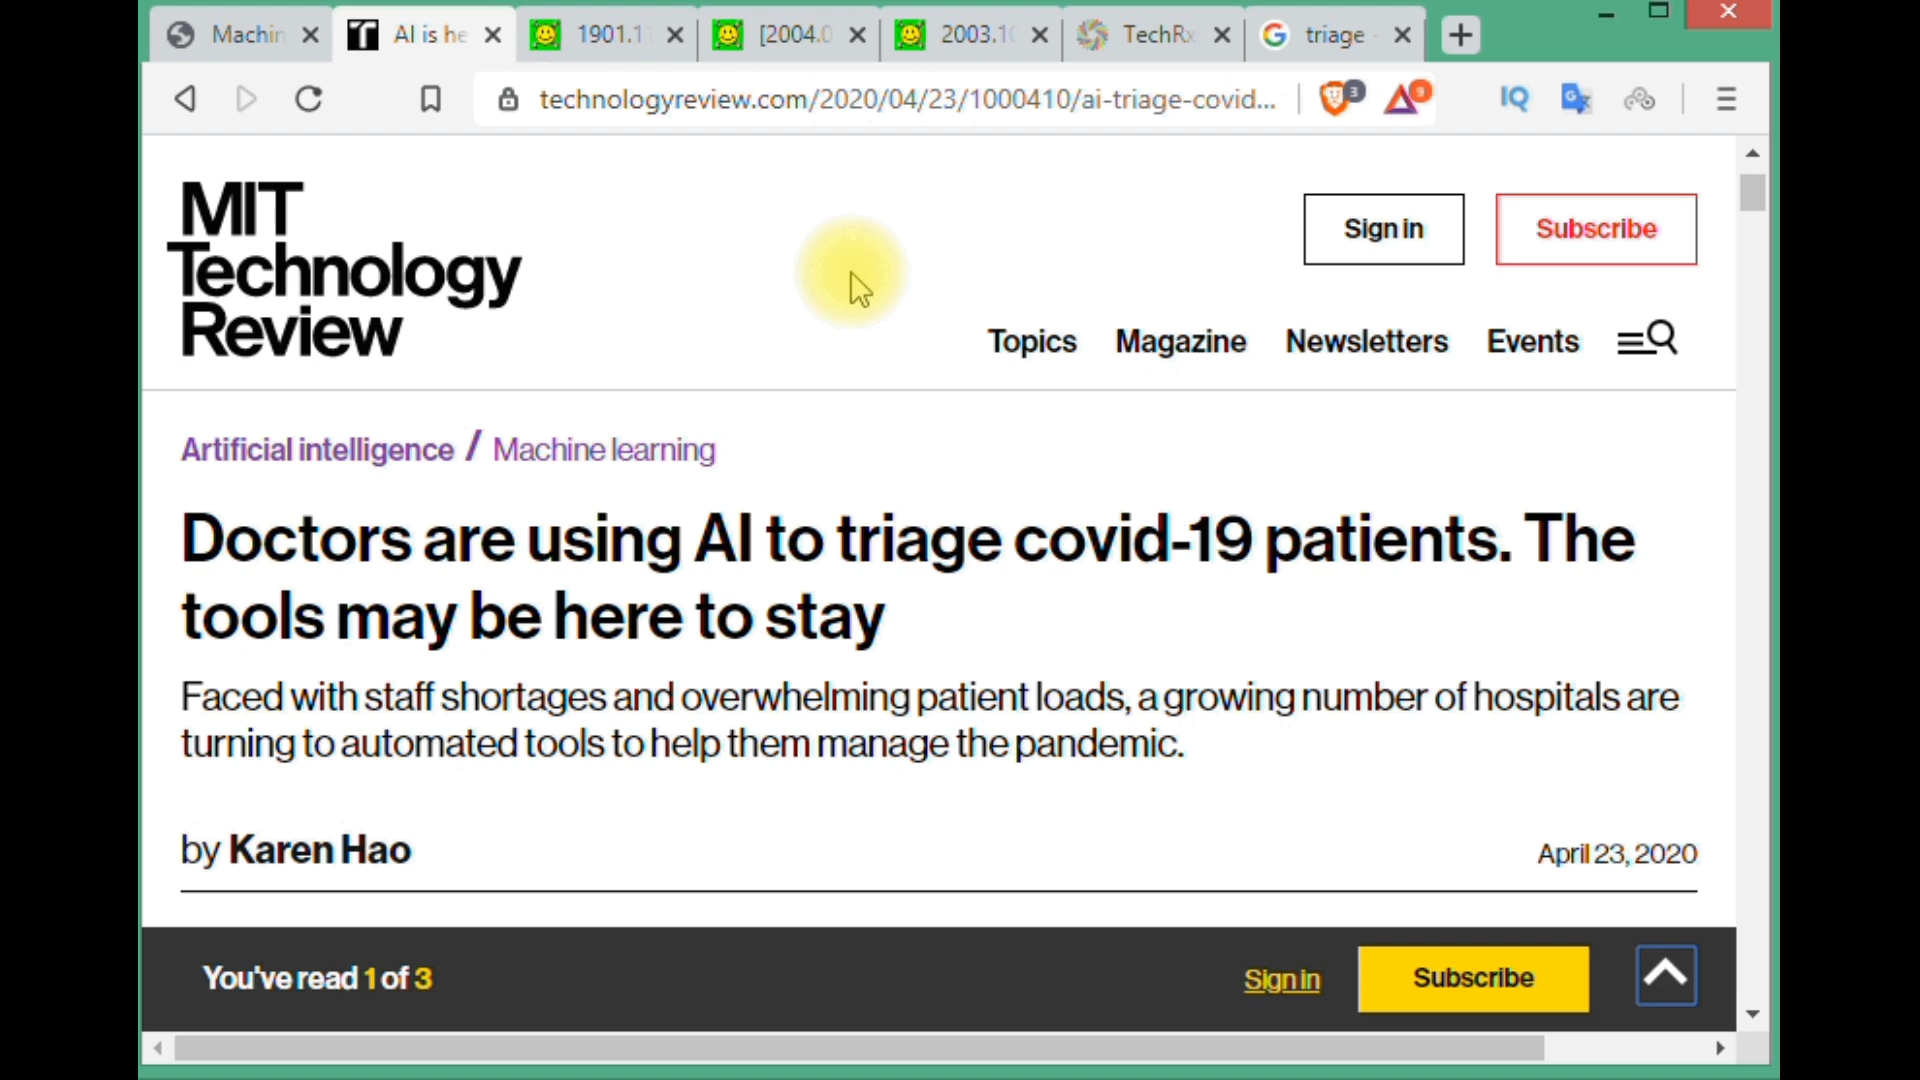 Machin
AI is he
1901.1
[2004.0
2003.10
TechRx
triage -
technologyreview.com/2020/04/23/1000410/ai-triage-covid...
3
9
IQ
MIT
Technology
Review
Sign in
Subscribe
Topics
Magazine
Newsletters
Events
Artificial intelligence / Machine learning
Doctors are using AI to triage covid-19 patients. The
tools may be here to stay
Faced with staff shortages and overwhelming patient loads, a growing number of hospitals are
turning to automated tools to help them manage the pandemic.
by Karen Hao
April 23, 2020
You've read 1 of 3
Sign in
Subscribe